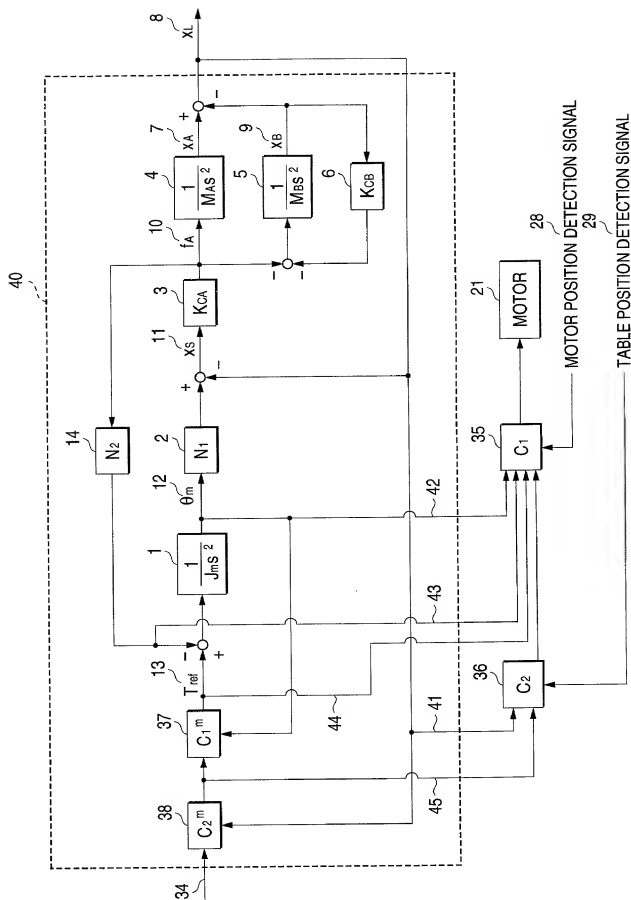 40
34
38
C2m
37
C1m
13
Tref
-
+
1
1
JmS2
12
θm
2
N1
14
N2
+
-
11
XS
3
KCA
10
fA
4
1
MAS2
7
XA
+
-
8
XL
5
1
MBS2
9
XB
6
KCB
-
-
45
41
44
43
42
36
C2
35
C1
21
MOTOR
28
MOTOR POSITION DETECTION SIGNAL
29
TABLE POSITION DETECTION SIGNAL